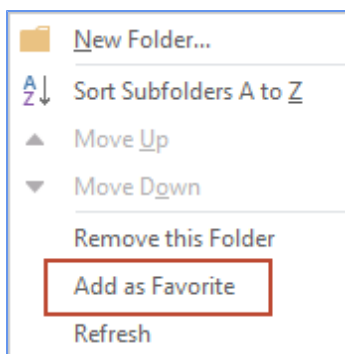 New Folder...
A
Z
Sort Subfolders A to Z
Move Up
Move Down
Remove this Folder
Add as Favorite
Refresh